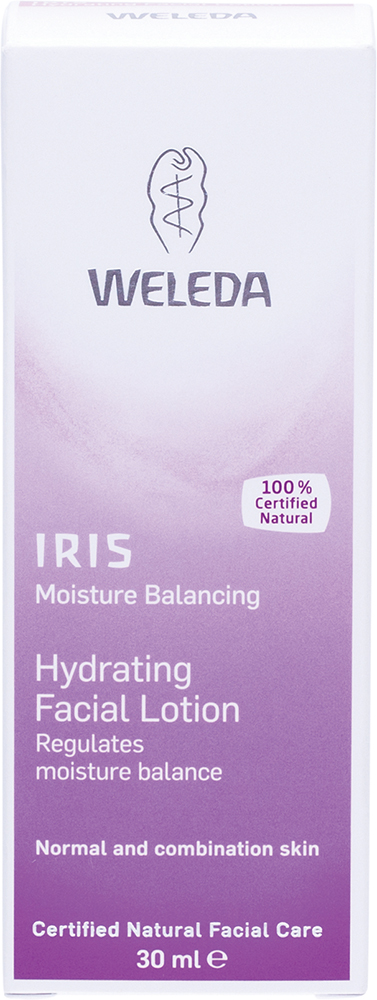 WELEDA
WELEDA
100%
Certified
Natural
IRIS
Moisture Balancing
Hydrating
Facial Lotion
Regulates
moisture balance
Normal and combination skin
Certified Natural Facial Care
30 ml ℮